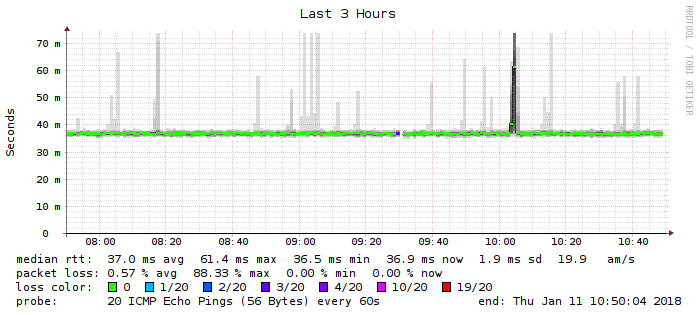 Last 3 Hours
RRDTOOL / TOBI OETIKER
Seconds
70 m
60 m
50 m
40 m
30 m
20 m
10 m
0
08:00 08:20 08:40 09:00 09:20 09:40 10:00 10:20 10:40
median rtt: 37.0 ms avg 61.4 ms max 36.5 ms min 36.9 ms now 1.9 ms sd 19.9 am/s
packet loss: 0.57 % avg 88.33 % max 0.00 % min 0.00 % now
loss color: 0 1/20 2/20 3/20 4/20 10/20 19/20
probe: 20 ICMP Echo Pings (56 Bytes) every 60s end: Thu Jan 11 10:50:04 2018